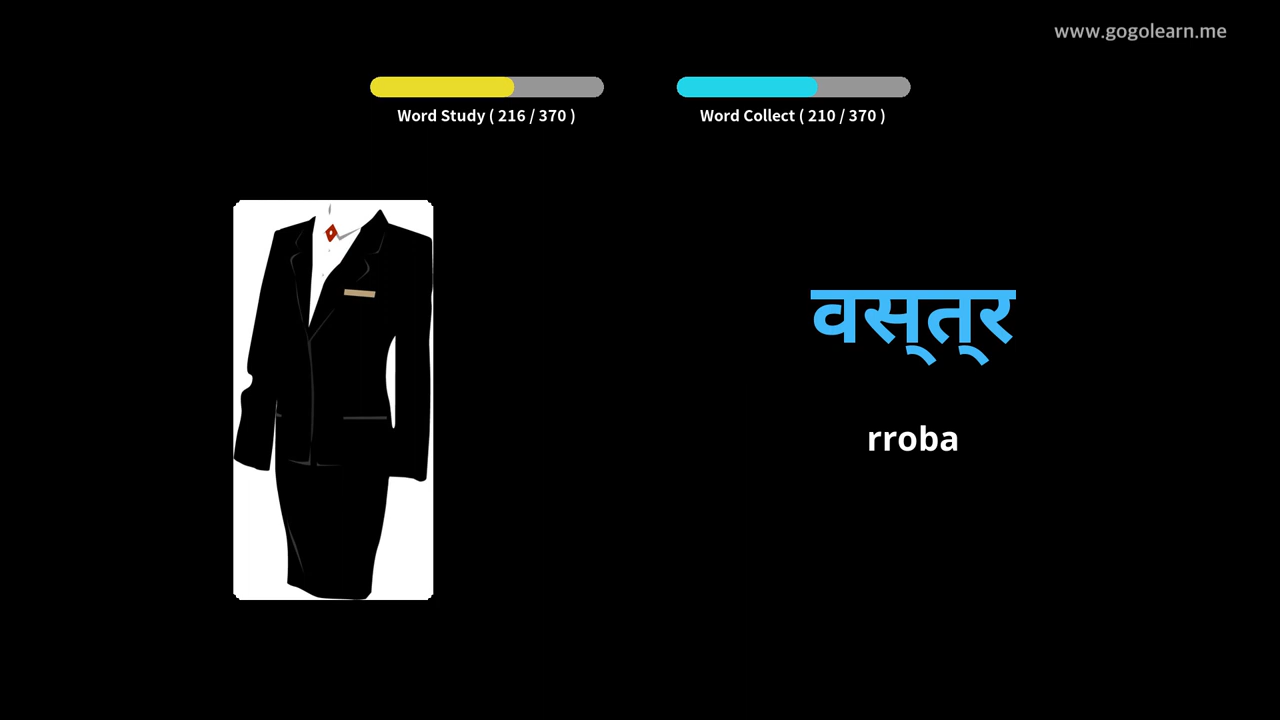 www.gogolearn.me
Word Study ( 216 / 370 )
Word Collect ( 210 / 370 )
वस्‌त्‌र
rroba